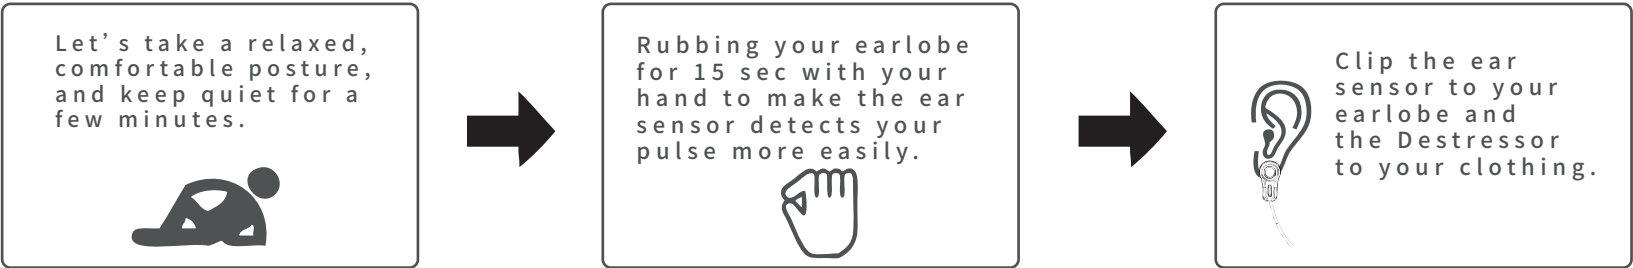 Let’s take a relaxed,
comfortable posture,
and keep quiet for a
few minutes.
Rubbing your earlobe
for 15 sec with your
hand to make the ear
sensor detects your
pulse more easily.
Clip the ear
sensor to your
earlobe and
the Destressor
to your clothing.